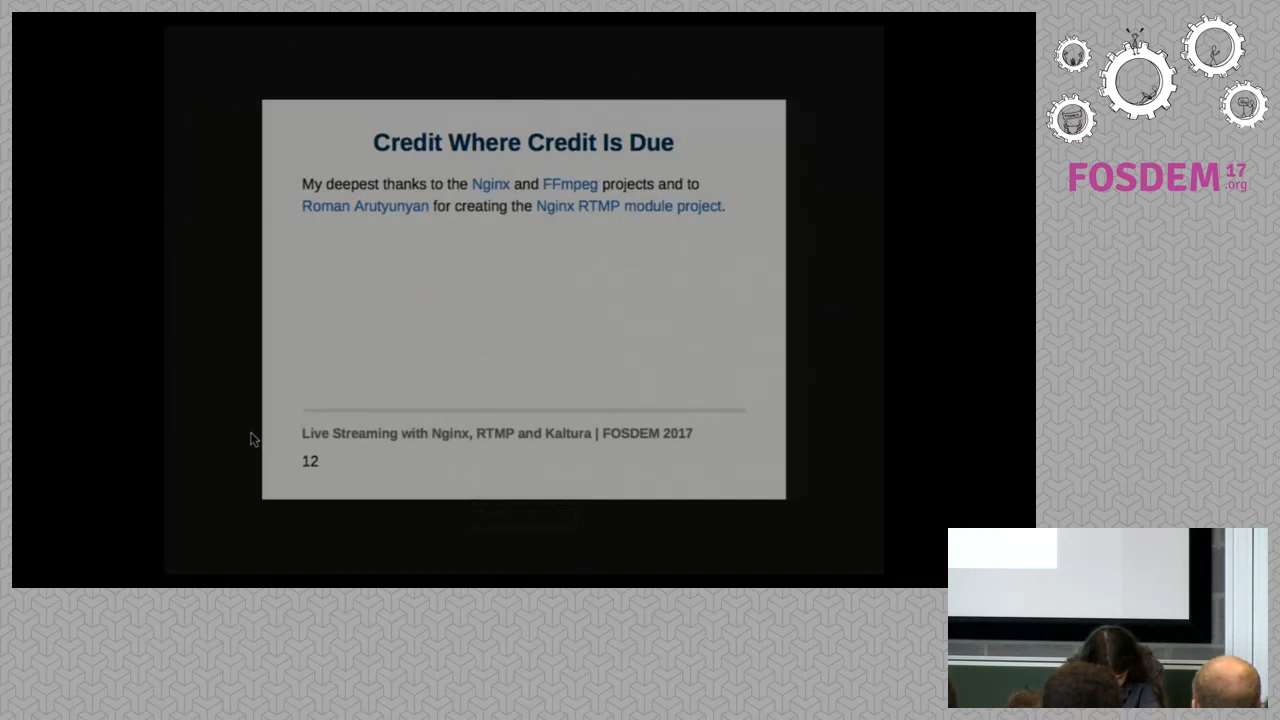 Credit Where Credit Is Due
My deepest thanks to the Nginx and FFmpeg projects and to
Roman Arutyunyan for creating the Nginx RTMP module project.
Live Streaming with Nginx, RTMP and Kaltura | FOSDEM 2017
12
FOSDEM 17
.org